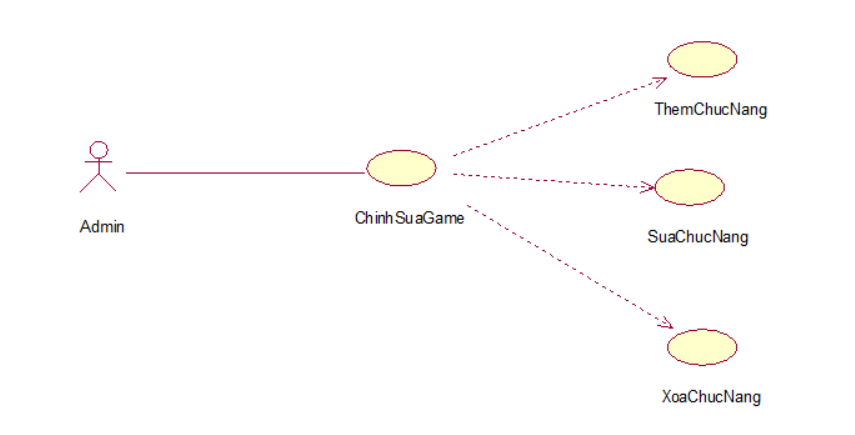 ThemChucNang
Admin
ChinhSuaGame
SuaChucNang
XoaChucNang